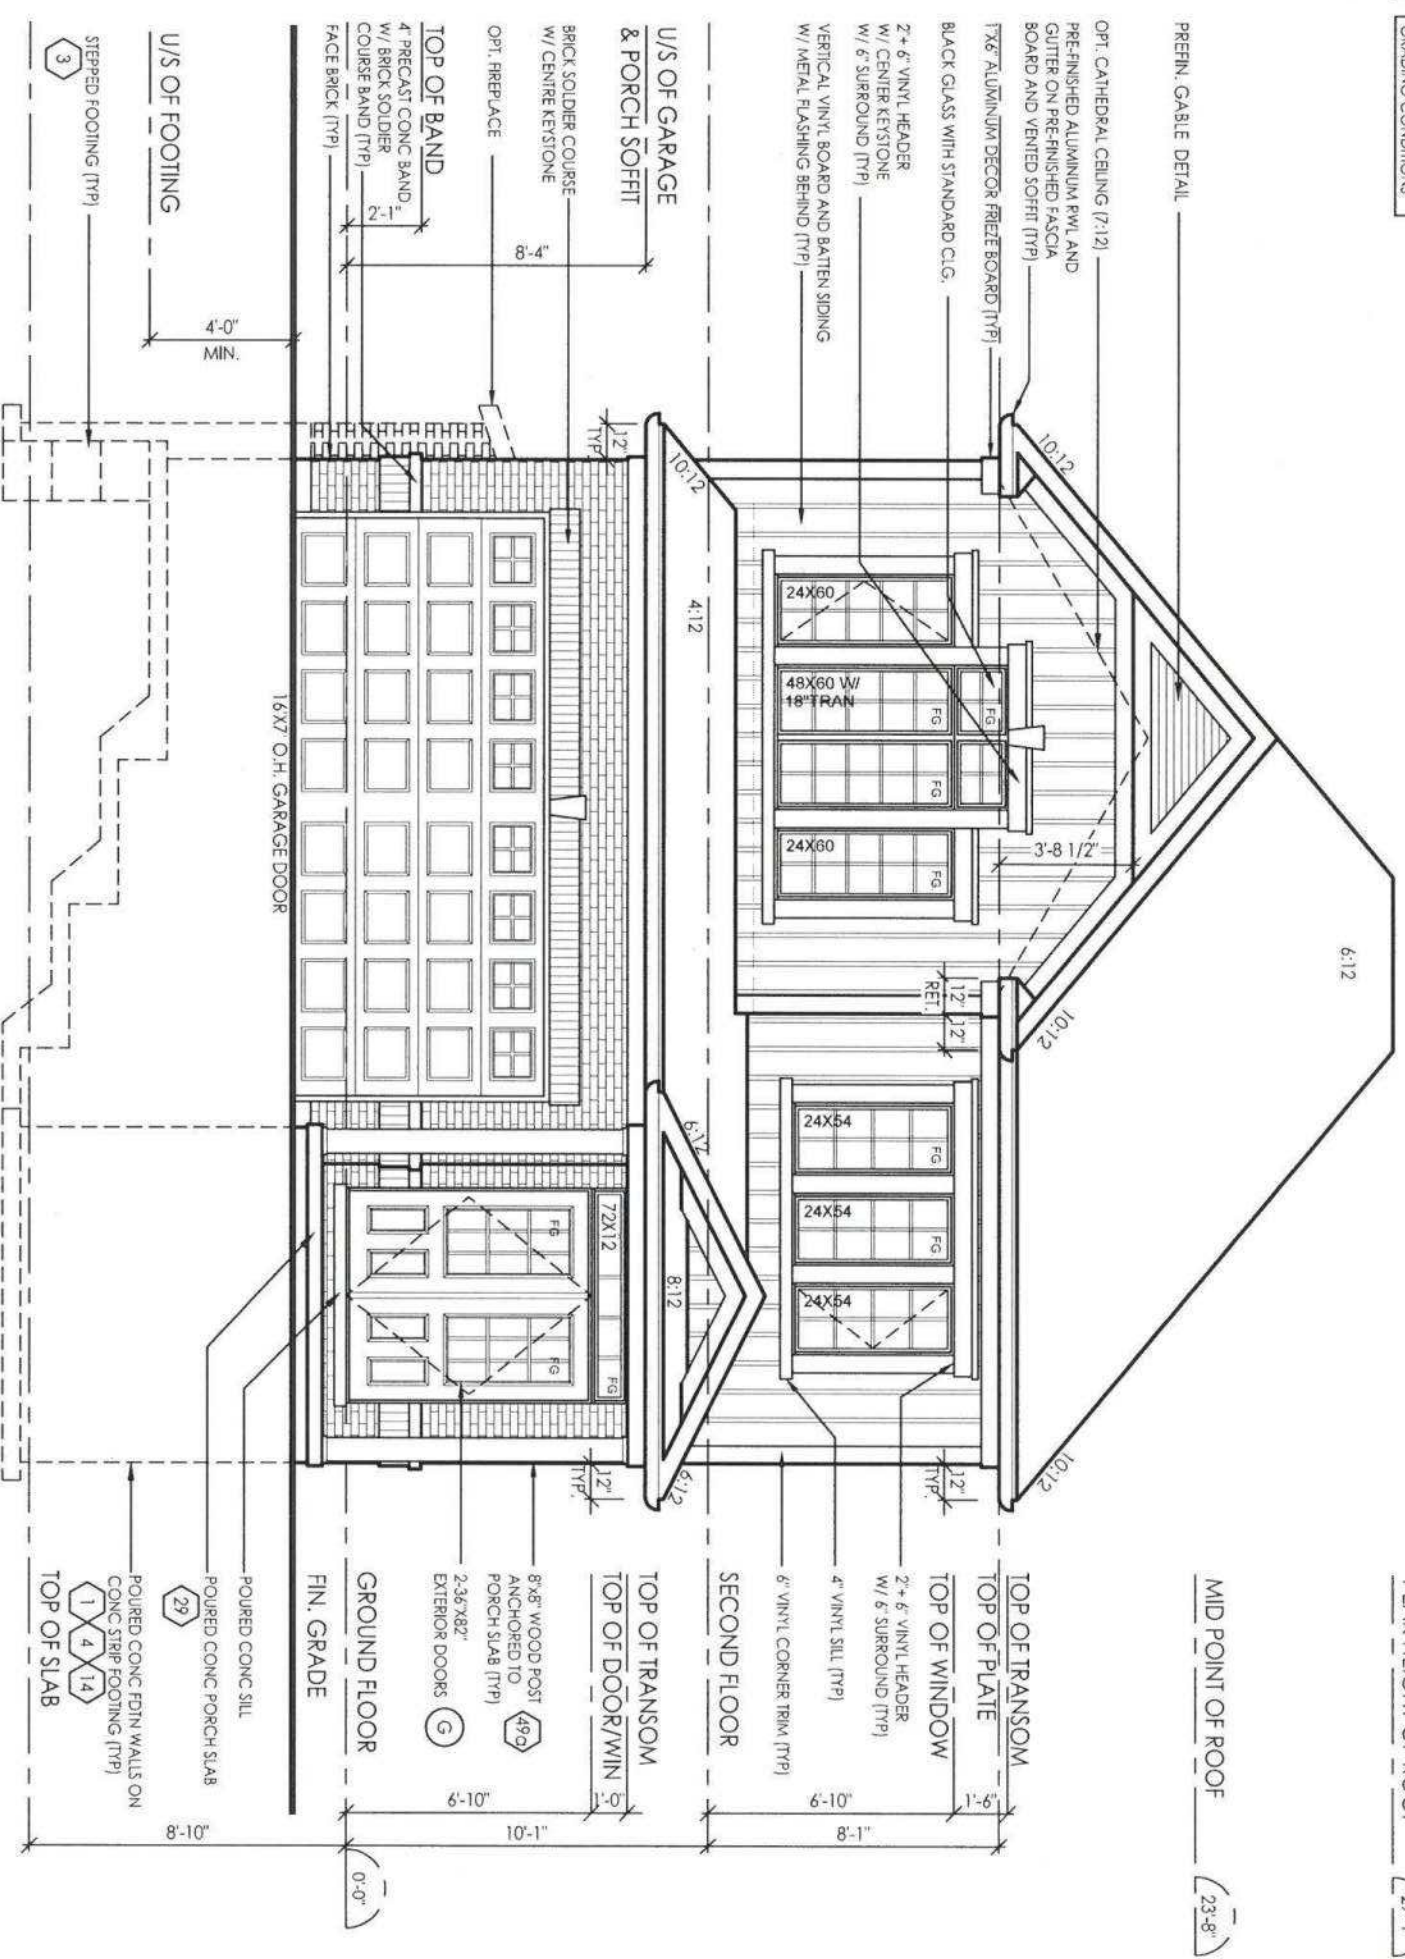 PREFIN. GABLE DETAIL
OPT. CATHEDRAL CEILING (7:12)
PRE-FINISHED ALUMINUM RWL AND
GUTTER ON PRE-FINISHED FASCIA
BOARD AND VENTED SOFFIT (TYP)
1"X6" ALUMINUM DECOR FRIEZE BOARD (TYP)
BLACK GLASS WITH STANDARD CLG.
2"+ 6" VINYL HEADER
W/ CENTER KEYSTONE
W/ 6" SURROUND (TYP)
VERTICAL VINYL BOARD AND BATTEN SIDING
W/ METAL FLASHING BEHIND (TYP)
U/S OF GARAGE
& PORCH SOFFIT
BRICK SOLDIER COURSE
W/ CENTRE KEYSTONE
OPT. FIREPLACE
TOP OF BAND
4" PRECAST CONC BAND
W/ BRICK SOLDIER
COURSE BAND (TYP)
FACE BRICK (TYP)
2'-1"
8'-4"
U/S OF FOOTING
4'-0"
MIN.
STEPPED FOOTING (TYP)
3
6:12
10:12
10:12
10:12
3'-8 1/2"
12"
RET.
12"
24X60
48X60 W/
18"TRAN
FG
FG
FG
24X60
FG
24X54
FG
24X54
FG
24X54
12"
TYP.
12"
TYP
10:12
4:12
6:12
8:12
6:12
72X12
FG
FG
FG
12"
TYP.
16'X7' O.H. GARAGE DOOR
MID POINT OF ROOF
23'-8"
TOP OF TRANSOM
TOP OF PLATE
TOP OF WINDOW
2"+ 6" VINYL HEADER
W/ 6" SURROUND (TYP)
4" VINYL SILL (TYP)
6" VINYL CORNER TRIM (TYP)
SECOND FLOOR
1'-6"
6'-10"
8'-1"
TOP OF TRANSOM
TOP OF DOOR/WIN
8"x8" WOOD POST
ANCHORED TO
PORCH SLAB (TYP)
49a
2-36"X82"
EXTERIOR DOORS
G
GROUND FLOOR
1'-0"
6'-10"
10'-1"
0'-0"
FIN. GRADE
POURED CONC SILL
POURED CONC PORCH SLAB
29
POURED CONC FDTN WALLS ON
CONC STRIP FOOTING (TYP)
1 4 14
TOP OF SLAB
8'-10"